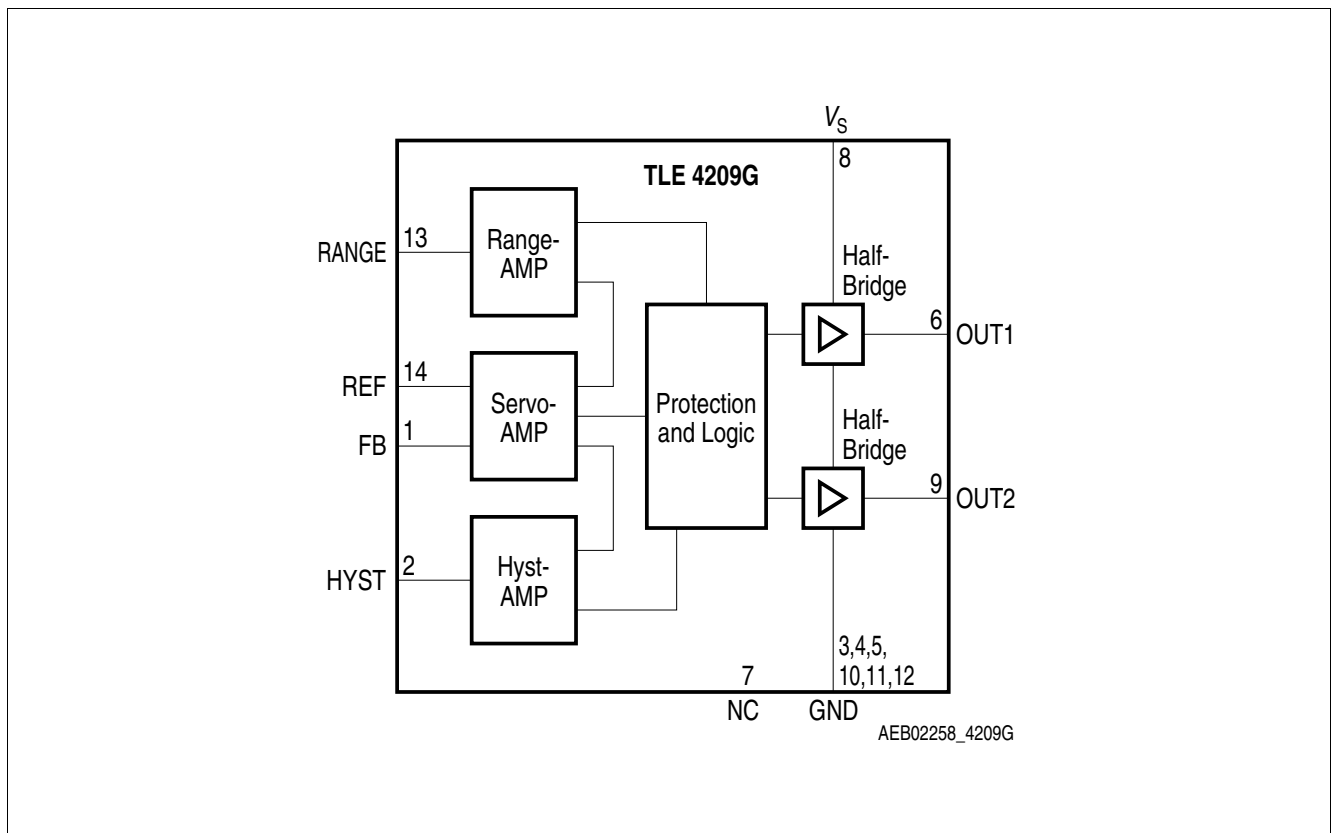 V_S
8
TLE 4209G
RANGE
13
Range-
AMP
Half-
Bridge
6
OUT1
REF
14
FB
1
Servo-
AMP
Protection
and Logic
Half-
Bridge
9
OUT2
HYST
2
Hyst-
AMP
3,4,5,
10,11,12
7
NC
GND
AEB02258_4209G